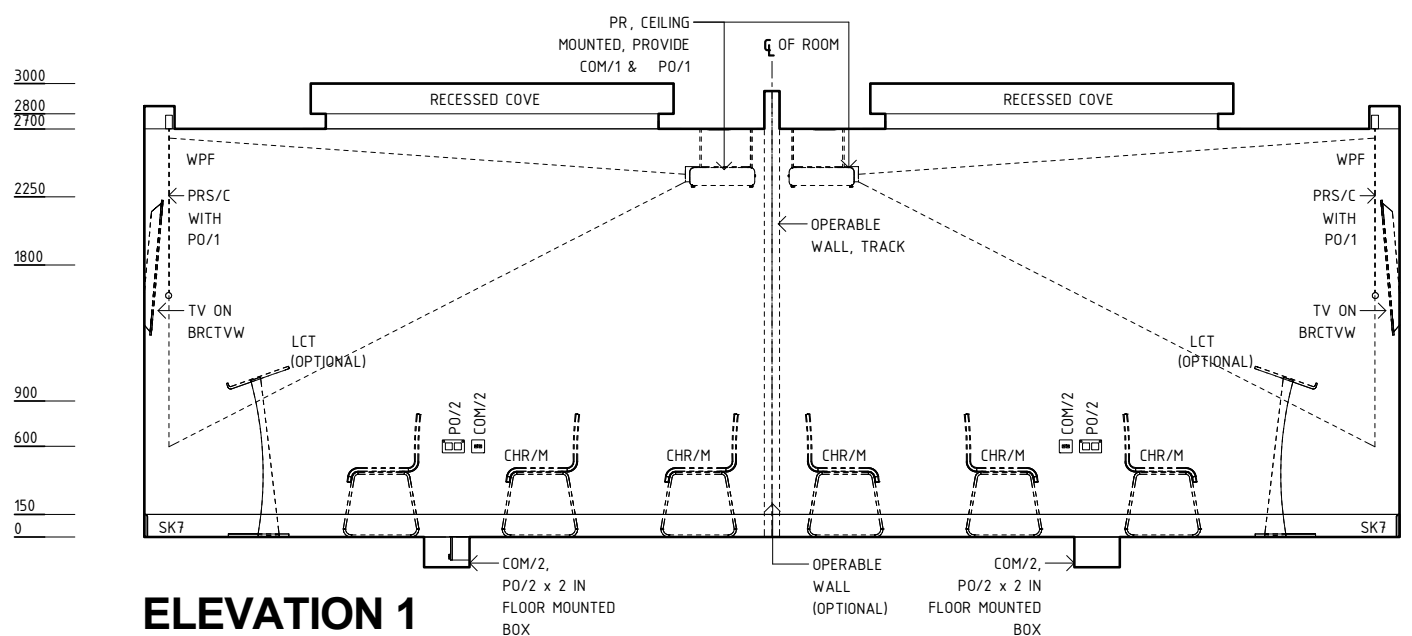 PR, CEILING
MOUNTED, PROVIDE
COM/1 & PO/1
℄ OF ROOM
3000
2800
2700
2250
1800
900
600
150
0
RECESSED COVE
RECESSED COVE
WPF
PRS/C
WITH
PO/1
TV ON
BRCTVW
LCT
(OPTIONAL)
OPERABLE
WALL, TRACK
WPF
PRS/C
WITH
PO/1
TV ON
BRCTVW
LCT
(OPTIONAL)
PO/2
COM/2
COM/2
PO/2
CHR/M
CHR/M
CHR/M
CHR/M
CHR/M
CHR/M
SK7
SK7
COM/2,
PO/2 x 2 IN
FLOOR MOUNTED
BOX
OPERABLE
WALL
(OPTIONAL)
COM/2,
PO/2 x 2 IN
FLOOR MOUNTED
BOX
ELEVATION 1